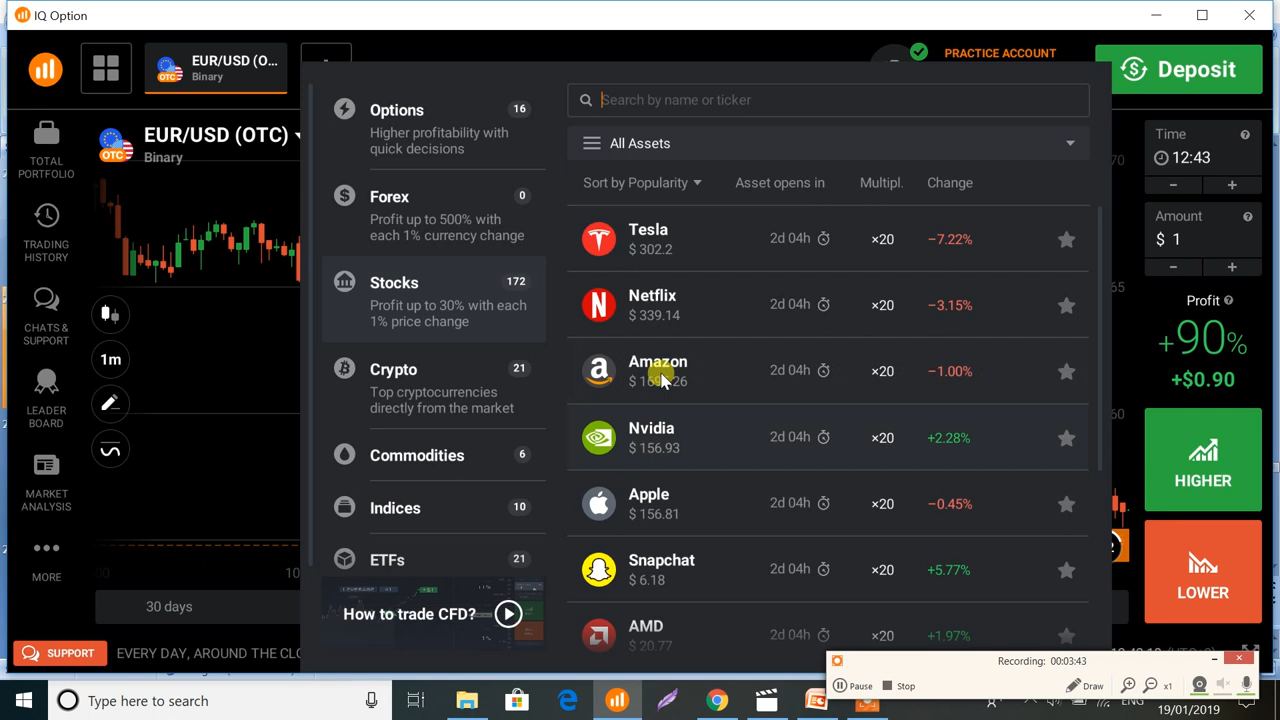 IQ Option
EUR/USD (O...
Binary
OTC
PRACTICE ACCOUNT
Deposit
TOTAL
PORTFOLIO
TRADING
HISTORY
CHATS &
SUPPORT
LEADER
BOARD
MARKET
ANALYSIS
MORE
EUR/USD (OTC)
Binary
OTC
1m
30 days
Options 16
Higher profitability with
quick decisions
Forex 0
Profit up to 500% with
each 1% currency change
Stocks 172
Profit up to 30% with each
1% price change
Crypto 21
Top cryptocurrencies
directly from the market
Commodities 6
Indices 10
ETFs 21
How to trade CFD?
Search by name or ticker
All Assets
Sort by Popularity Asset opens in Multipl. Change
Tesla
$ 302.2 2d 04h ×20 −7.22%
Netflix
$ 339.14 2d 04h ×20 −3.15%
Amazon
2d 04h ×20 −1.00%
Nvidia
$ 156.93 2d 04h ×20 +2.28%
Apple
$ 156.81 2d 04h ×20 −0.45%
Snapchat
$ 6.18 2d 04h ×20 +5.77%
AMD
$ 20.77 2d 04h ×20 +1.97%
Time
12:43
Amount
$ 1
Profit
+90%
+$0.90
HIGHER
LOWER
SUPPORT
EVERY DAY, AROUND THE CLO
Recording: 00:03:43
Pause Stop x1 Draw
Type here to search
ENG
19/01/2019